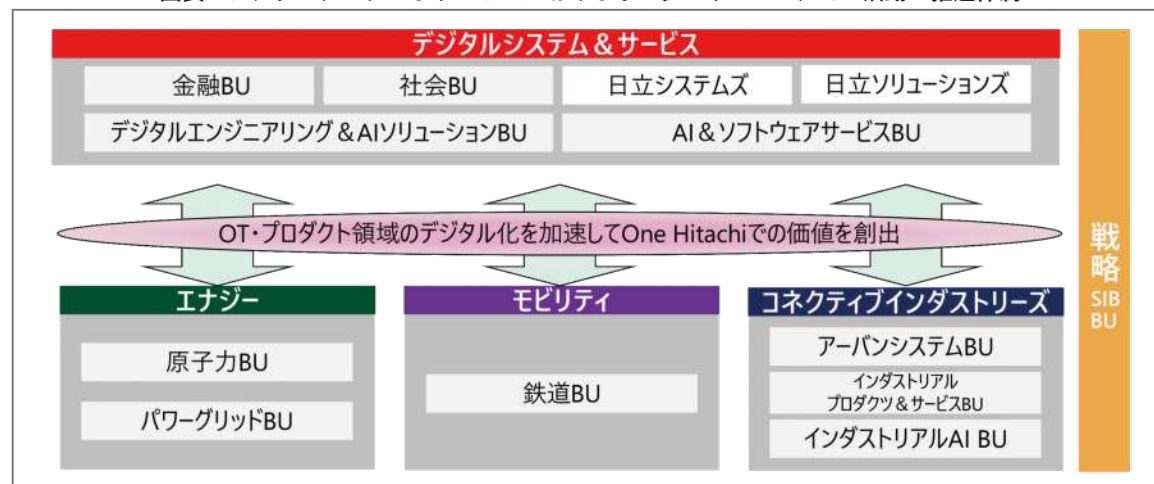 デジタルシステム＆サービス
金融BU
社会BU
日立システムズ
日立ソリューションズ
デジタルエンジニアリング＆AIソリューションBU
AI＆ソフトウェアサービスBU
OT・プロダクト領域のデジタル化を加速してOne Hitachiでの価値を創出
エナジー
原子力BU
パワーグリッドBU
モビリティ
鉄道BU
コネクティブインダストリーズ
アーバンシステムBU
インダストリアル
プロダクツ＆サービスBU
インダストリアルAI BU
戦略
SIB
BU